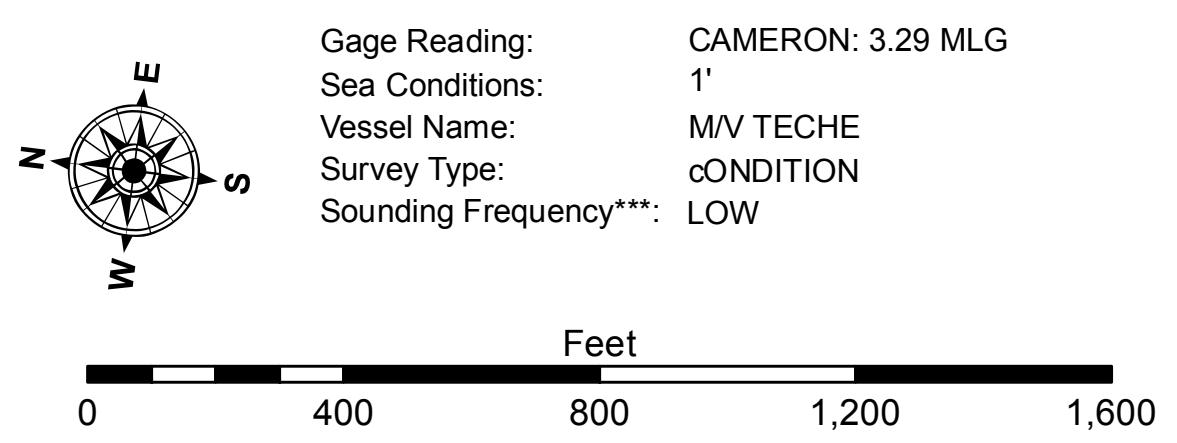 E
N
S
W
Gage Reading: CAMERON: 3.29 MLG
Sea Conditions: 1'
Vessel Name: M/V TECHE
Survey Type: cONDITION
Sounding Frequency***: LOW
Feet
0 400 800 1,200 1,600